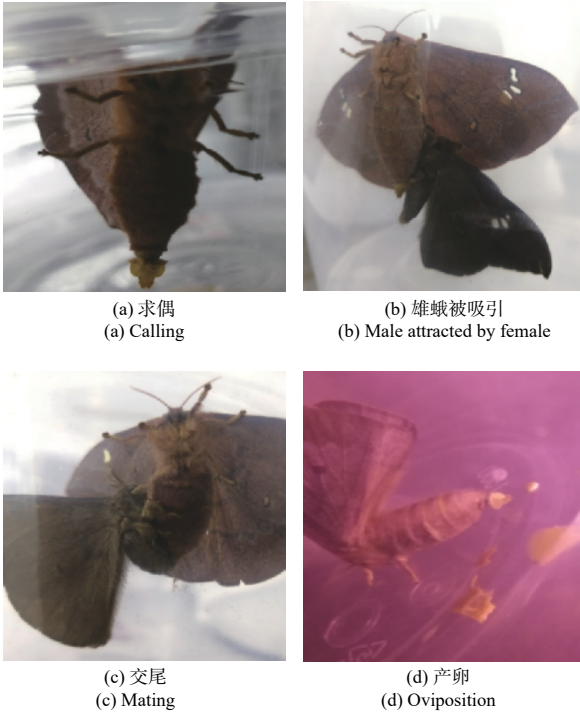 (a) 求偶
(a) Calling
(b) 雄蛾被吸引
(b) Male attracted by female
(c) 交尾
(c) Mating
(d) 产卵
(d) Oviposition